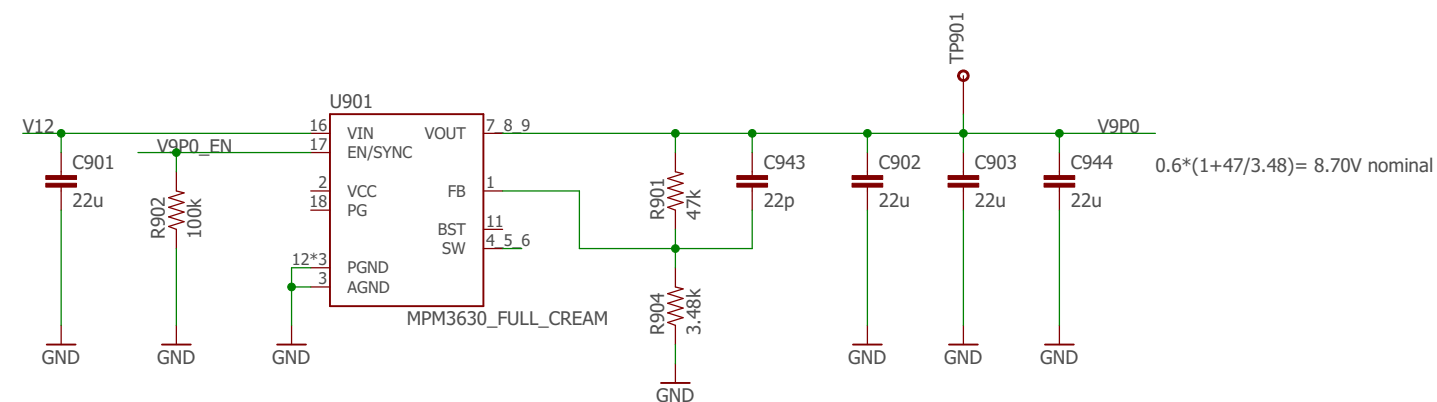 TP901
U901
V12
16
VIN
VOUT
7_8_9
V9P0
V9P0_EN
17
EN/SYNC
C901
22u
R902
100k
2
VCC
18
PG
FB
1
BST
11
SW
4_5_6
12*3
PGND
3
AGND
MPM3630_FULL_CREAM
R901
47k
C943
22p
R904
3.48k
C902
22u
C903
22u
C944
22u
0.6*(1+47/3.48)= 8.70V nominal
GND
GND
GND
GND
GND
GND
GND